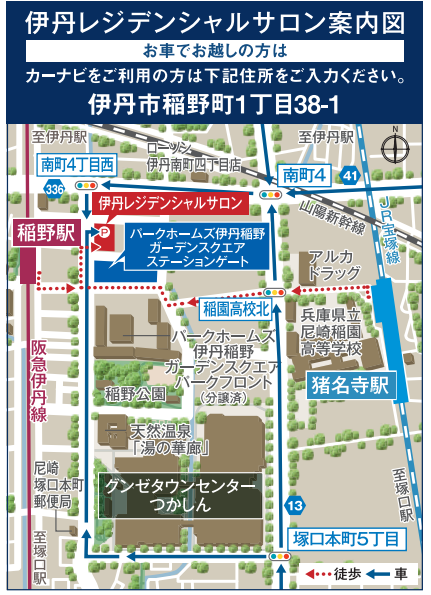 伊丹レジデンシャルサロン案内図
お車でお越しの方は
カーナビをご利用の方は下記住所をご入力ください。
伊丹市稲野町1丁目38-1
至伊丹駅
ローソン
伊丹南町四丁目店
至伊丹駅
N
南町4丁目西
南町4
41
336
伊丹レジデンシャルサロン
山陽新幹線
JR宝塚線
稲野駅
P
パークホームズ伊丹稲野
ガーデンスクエア
ステーションゲート
アルカ
ドラッグ
稲園高校北
兵庫県立
尼崎稲園
高等学校
パークホームズ
伊丹稲野
ガーデンスクエア
パークフロント
(分譲済)
阪急伊丹線
稲野公園
猪名寺駅
天然温泉
「湯の華廊」
尼崎
塚口本町
郵便局
グンゼタウンセンター
つかしん
至塚口駅
13
至塚口駅
塚口本町5丁目
徒歩
車